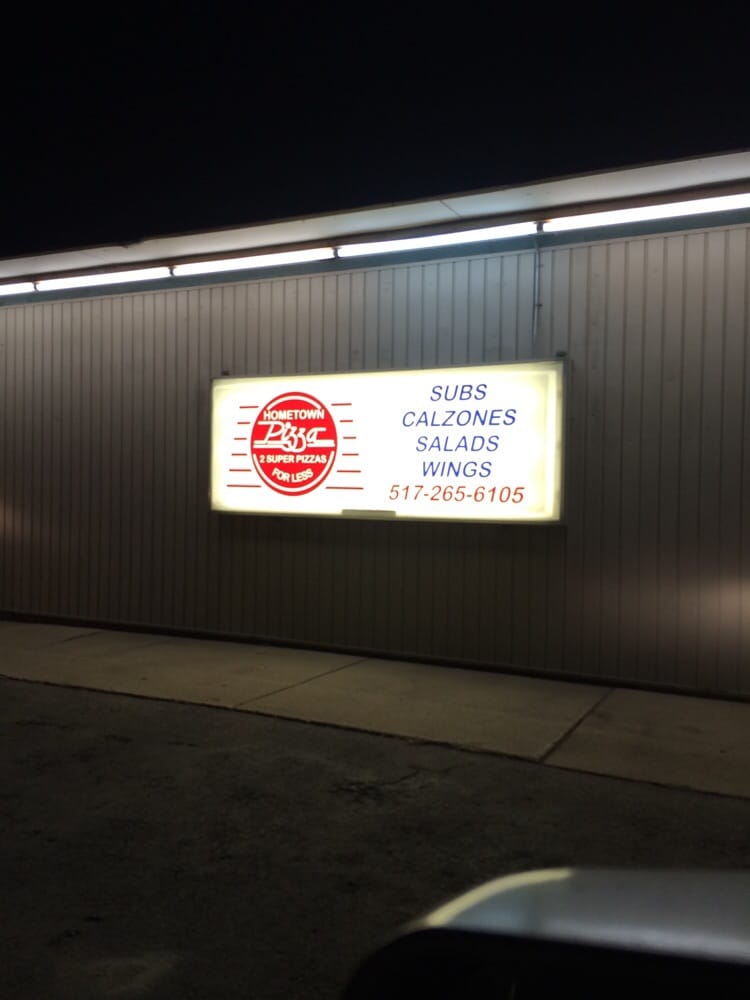 HOMETOWN
Pizza
2 SUPER PIZZAS
FOR LESS
SUBS
CALZONES
SALADS
WINGS
517-265-6105